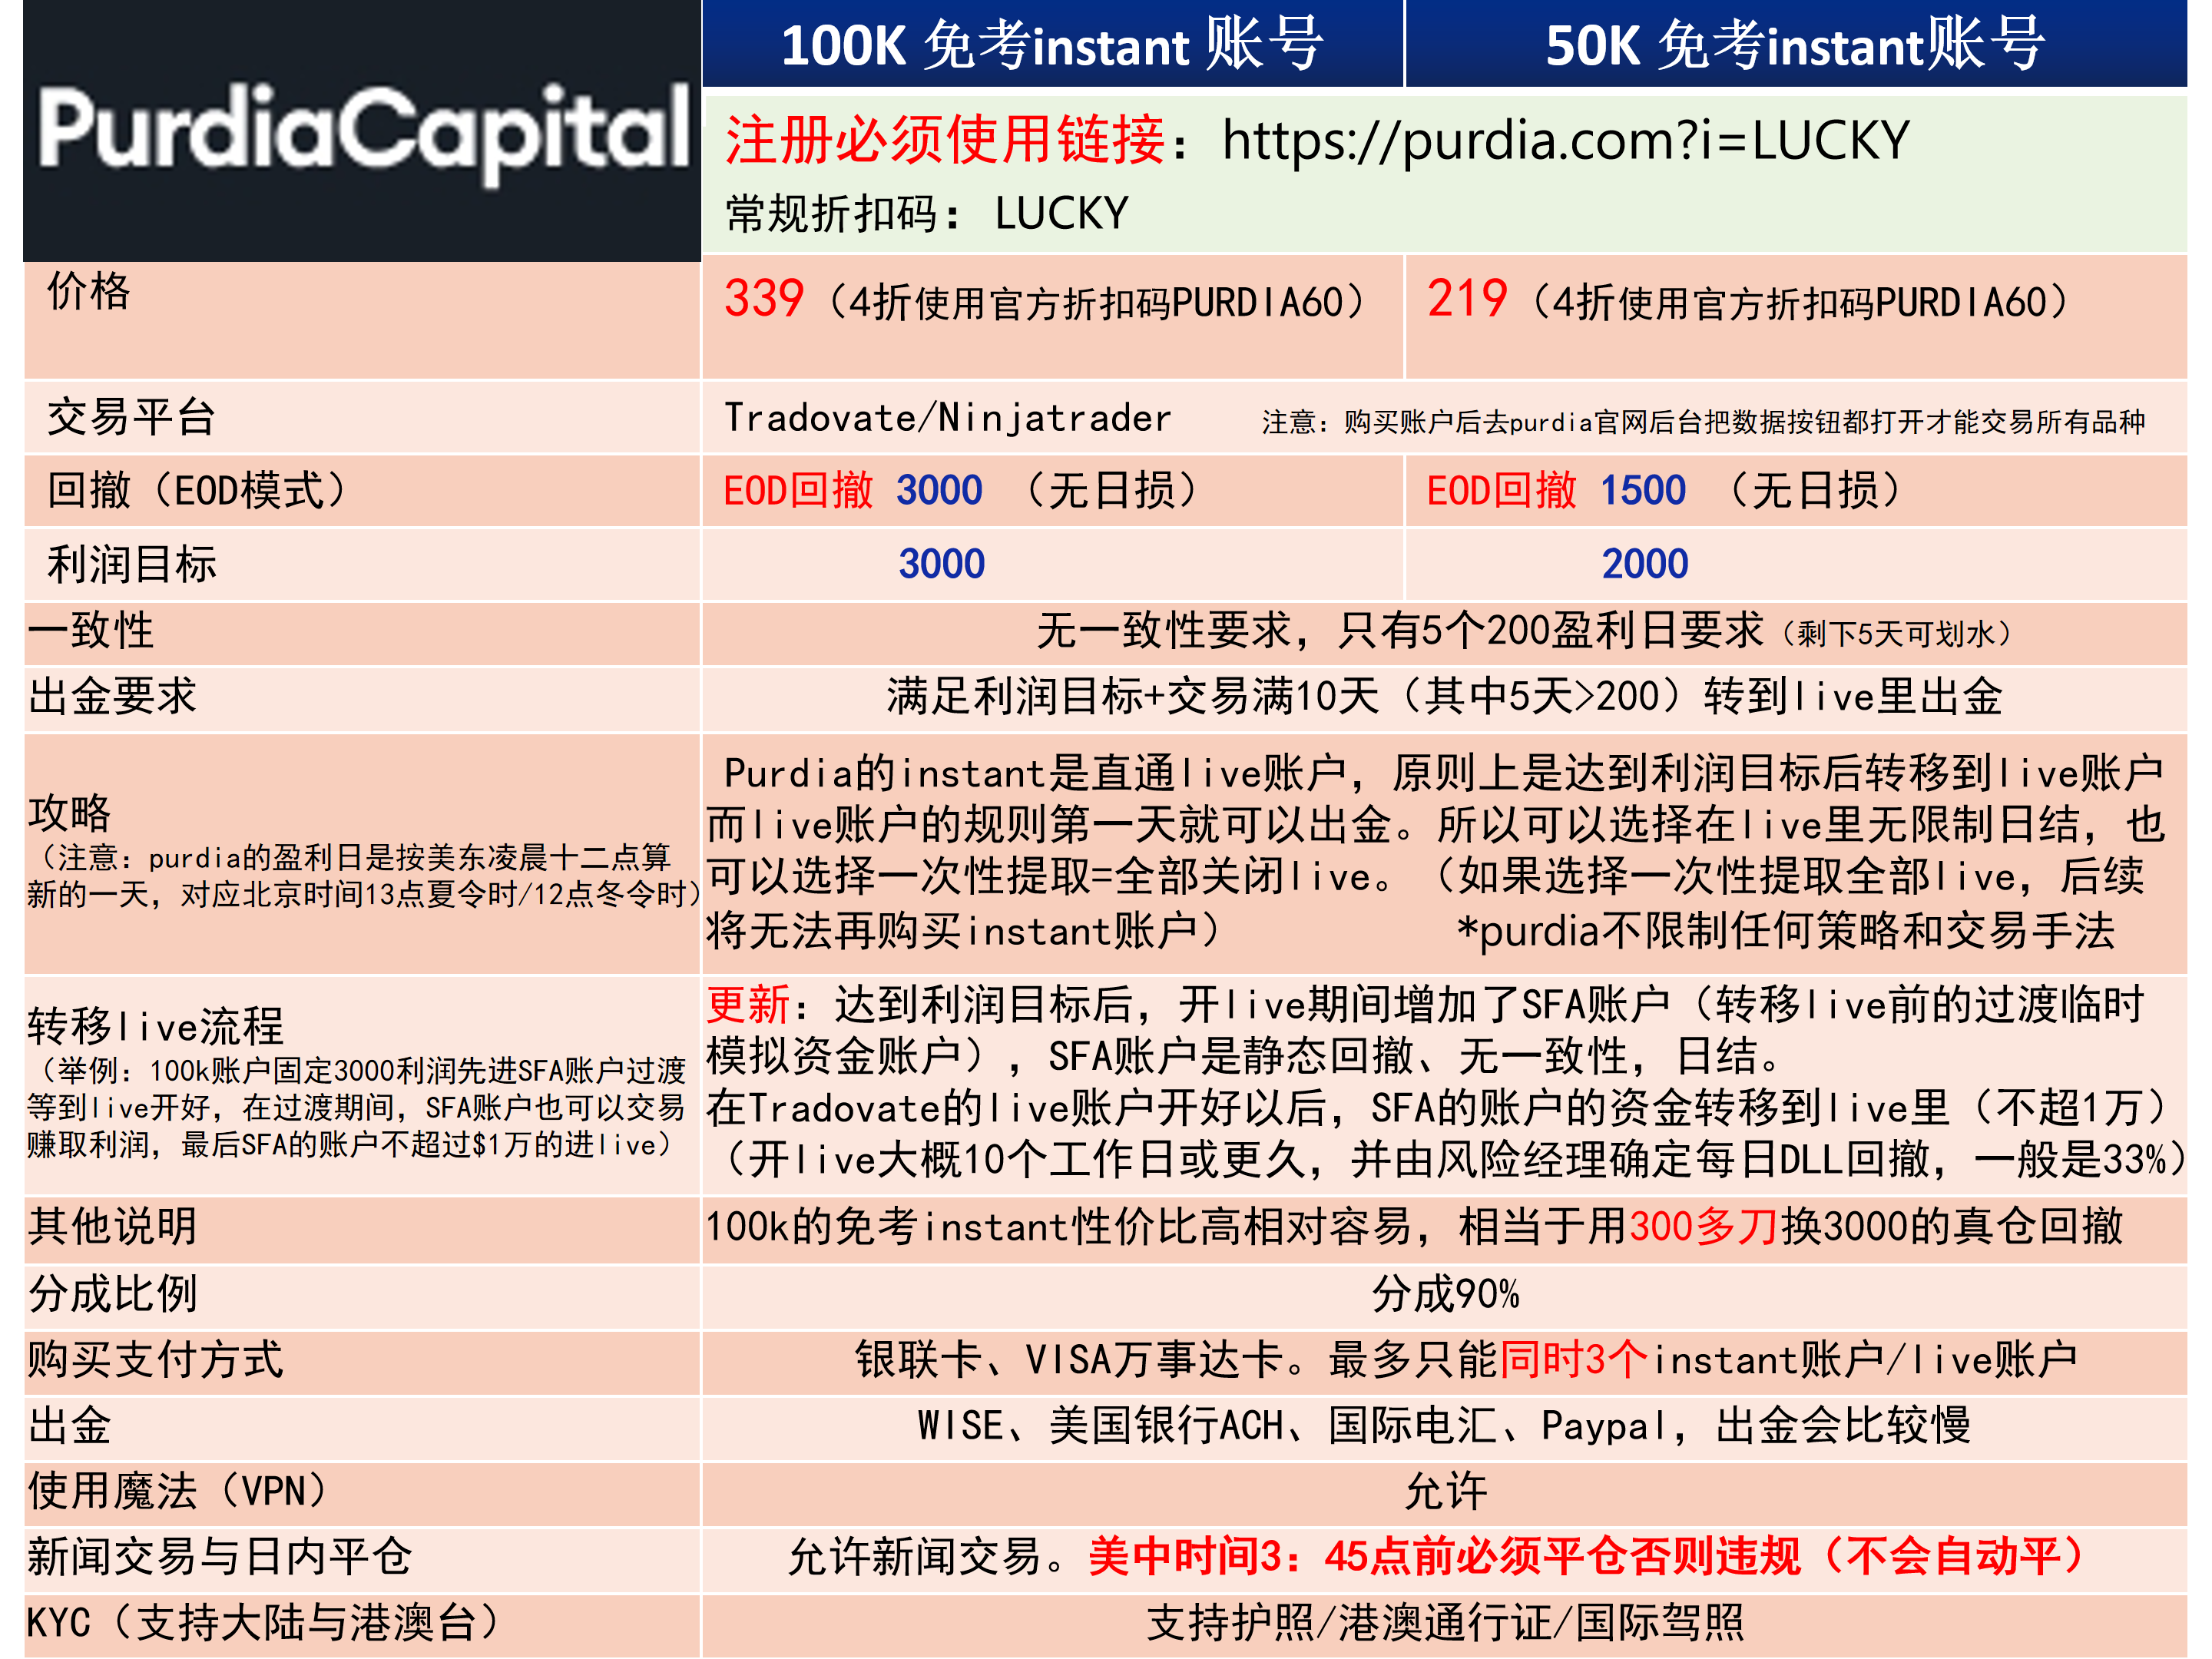 PurdiaCapital
100K 免考instant 账号
50K 免考instant账号
注册必须使用链接：https://purdia.com?i=LUCKY
常规折扣码： LUCKY
价格
339（4折使用官方折扣码PURDIA60）
219（4折使用官方折扣码PURDIA60）
交易平台
Tradovate/Ninjatrader 注意：购买账户后去purdia官网后台把数据按钮都打开才能交易所有品种
回撤（EOD模式）
EOD回撤 3000 （无日损）
EOD回撤 1500 （无日损）
利润目标
3000
2000
一致性
无一致性要求，只有5个200盈利日要求（剩下5天可划水）
出金要求
满足利润目标+交易满10天（其中5天>200）转到live里出金
攻略
（注意：purdia的盈利日是按美东凌晨十二点算
新的一天，对应北京时间13点夏令时/12点冬令时）
Purdia的instant是直通live账户，原则上是达到利润目标后转移到live账户
而live账户的规则第一天就可以出金。所以可以选择在live里无限制日结，也
可以选择一次性提取=全部关闭live。（如果选择一次性提取全部live，后续
将无法再购买instant账户） *purdia不限制任何策略和交易手法
转移live流程
（举例：100k账户固定3000利润先进SFA账户过渡
等到live开好，在过渡期间，SFA账户也可以交易
赚取利润，最后SFA的账户不超过$1万的进live）
更新：达到利润目标后，开live期间增加了SFA账户（转移live前的过渡临时
模拟资金账户），SFA账户是静态回撤、无一致性，日结。
在Tradovate的live账户开好以后，SFA的账户的资金转移到live里（不超1万）
（开live大概10个工作日或更久，并由风险经理确定每日DLL回撤，一般是33%）
其他说明
100k的免考instant性价比高相对容易，相当于用300多刀换3000的真仓回撤
分成比例
分成90%
购买支付方式
银联卡、VISA万事达卡。最多只能同时3个instant账户/live账户
出金
WISE、美国银行ACH、国际电汇、Paypal，出金会比较慢
使用魔法（VPN）
允许
新闻交易与日内平仓
允许新闻交易。美中时间3：45点前必须平仓否则违规（不会自动平）
KYC（支持大陆与港澳台）
支持护照/港澳通行证/国际驾照